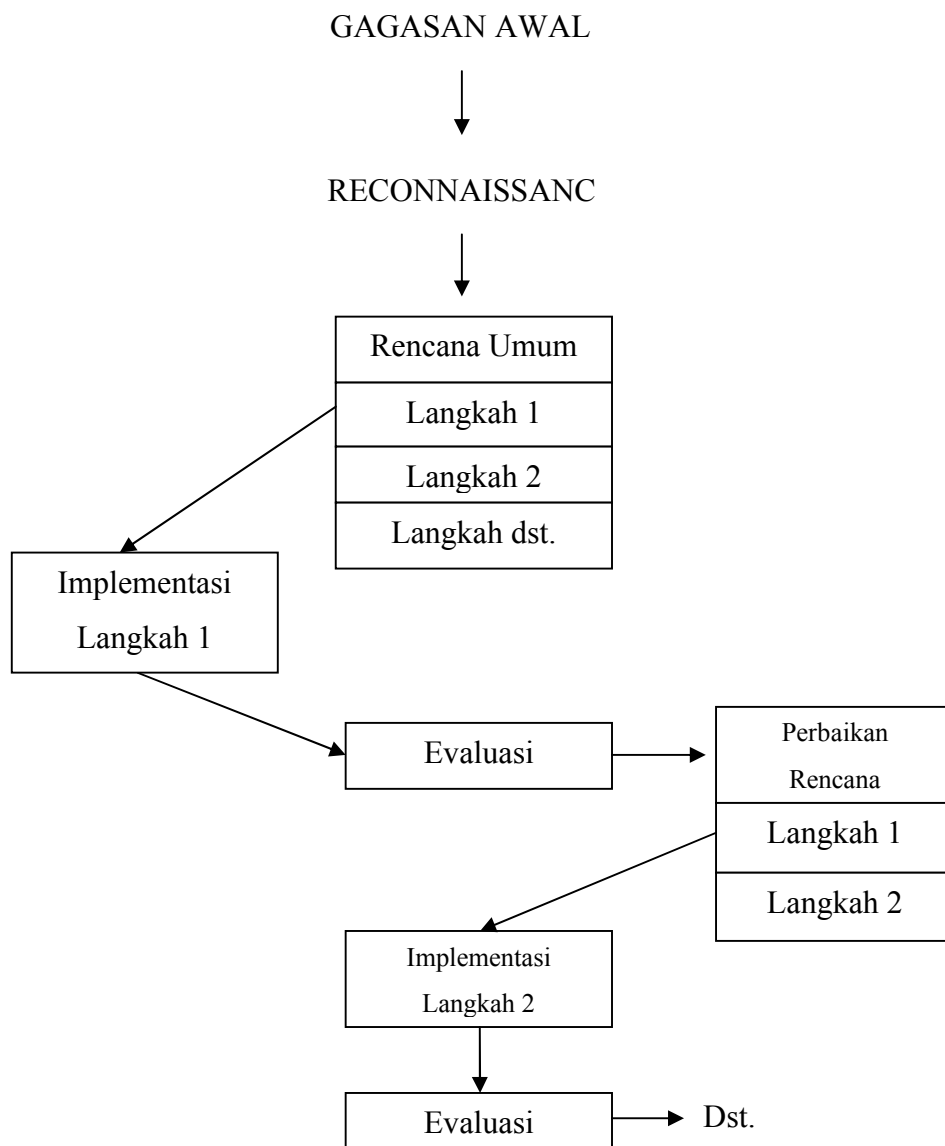 GAGASAN AWAL
RECONNAISSANC
Rencana Umum
Langkah 1
Langkah 2
Langkah dst.
Implementasi
Langkah 1
Evaluasi
Perbaikan
Rencana
Langkah 1
Langkah 2
Implementasi
Langkah 2
Evaluasi
Dst.